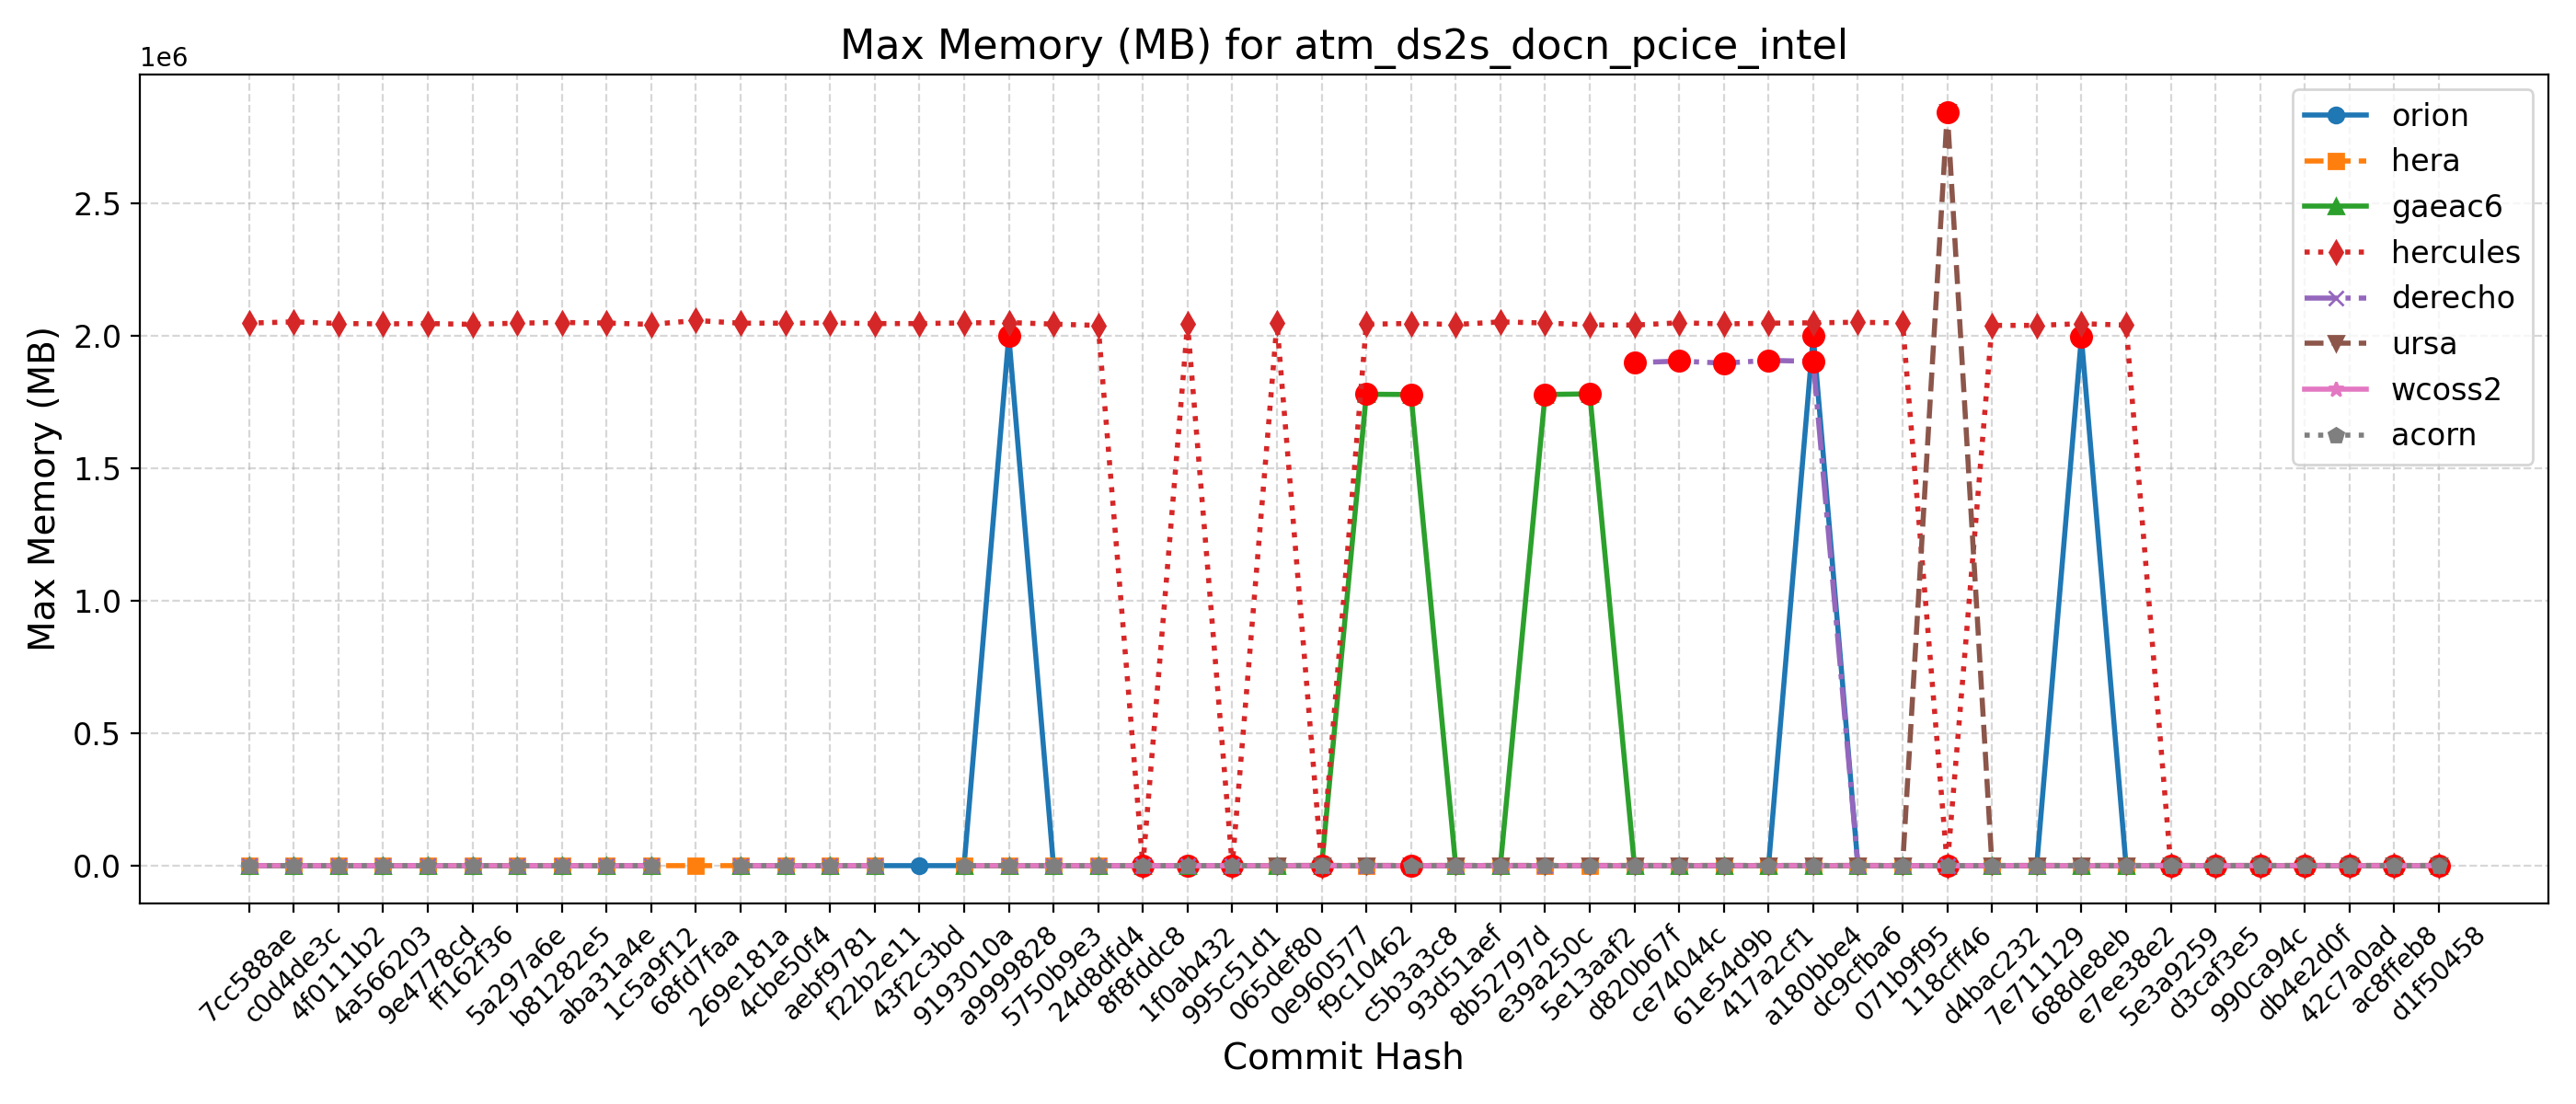 Max Memory (MB) for atm_ds2s_docn_pcice_intel
1e6
Max Memory (MB)
2.5
2.0
1.5
1.0
0.5
0.0
orion
hera
gaeac6
hercules
derecho
ursa
wcoss2
acorn
7cc588ae
c0d4de3c
4f0111b2
4a566203
9e4778cd
ff162f36
5a297a6e
b81282e5
aba31a4e
1c5a9f12
68fd7faa
269e181a
4cbe50f4
aebf9781
f22b2e11
43f2c3bd
9193010a
a9999828
5750b9e3
24d8dfd4
8f8fddc8
1f0ab432
995c51d1
065def80
0e960577
f9c10462
c5b3a3c8
93d51aef
8b52797d
e39a250c
5e13aaf2
d820b67f
ce74044c
61e54d9b
417a2cf1
a180bbe4
dc9cfba6
071b9f95
118cff46
d4bac232
7e711129
688de8eb
e7ee38e2
5e3a9259
d3caf3e5
990ca94c
db4e2d0f
42c7a0ad
ac8ffeb8
d1f50458
Commit Hash